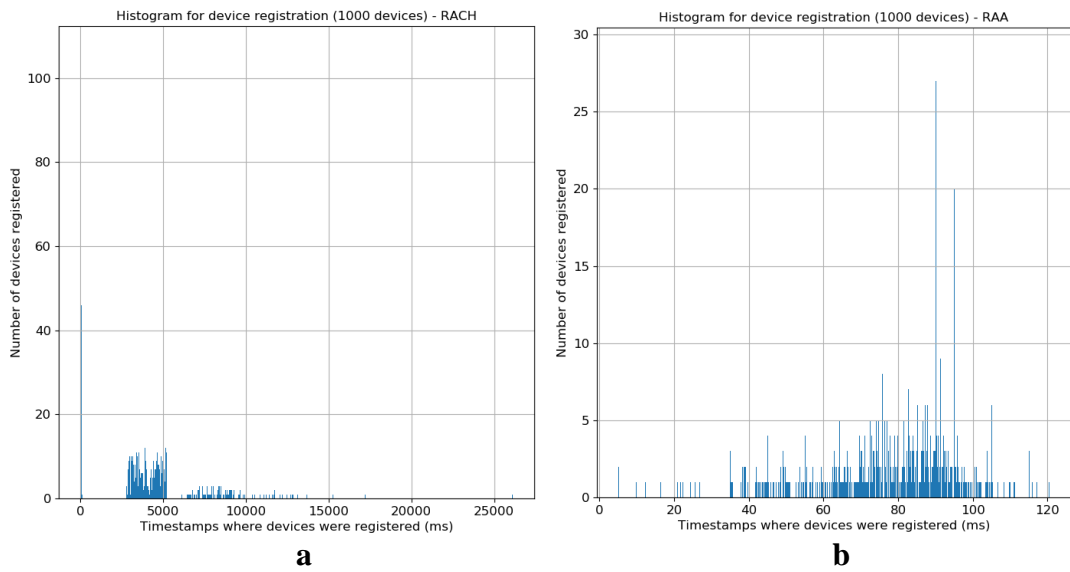 Histogram for device registration (1000 devices) - RACH
Number of devices registered
100
80
60
40
20
0
0 5000 10000 15000 20000 25000
Timestamps where devices were registered (ms)
a
Histogram for device registration (1000 devices) - RAA
Number of devices registered
30
25
20
15
10
5
0
0 20 40 60 80 100 120
Timestamps where devices were registered (ms)
b